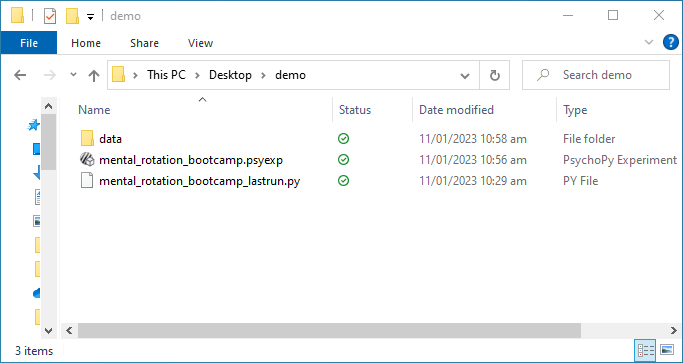 demo
File Home Share View
This PC Desktop demo Search demo
Name Status Date modified Type
data 11/01/2023 10:58 am File folder
mental_rotation_bootcamp.psyexp 11/01/2023 10:56 am PsychoPy Experiment
mental_rotation_bootcamp_lastrun.py 11/01/2023 10:29 am PY File
3 items